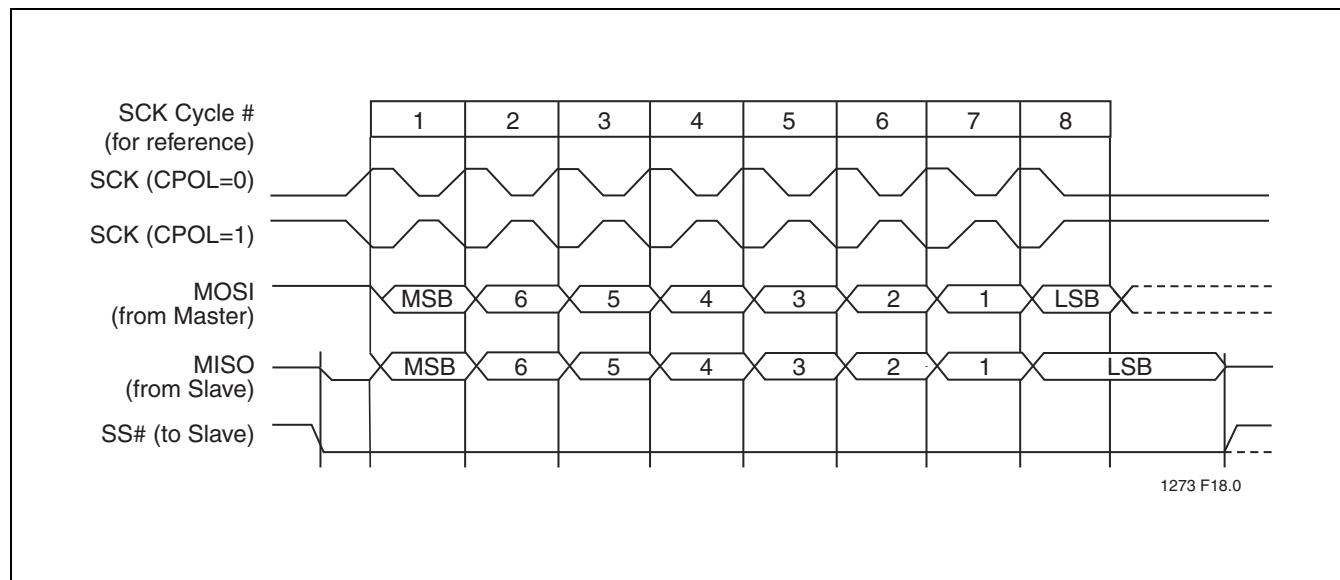 SCK Cycle #
(for reference)
1 2 3 4 5 6 7 8
SCK (CPOL=0)
SCK (CPOL=1)
MOSI
(from Master)
MSB 6 5 4 3 2 1 LSB
MISO
(from Slave)
MSB 6 5 4 3 2 1 LSB
SS# (to Slave)
1273 F18.0